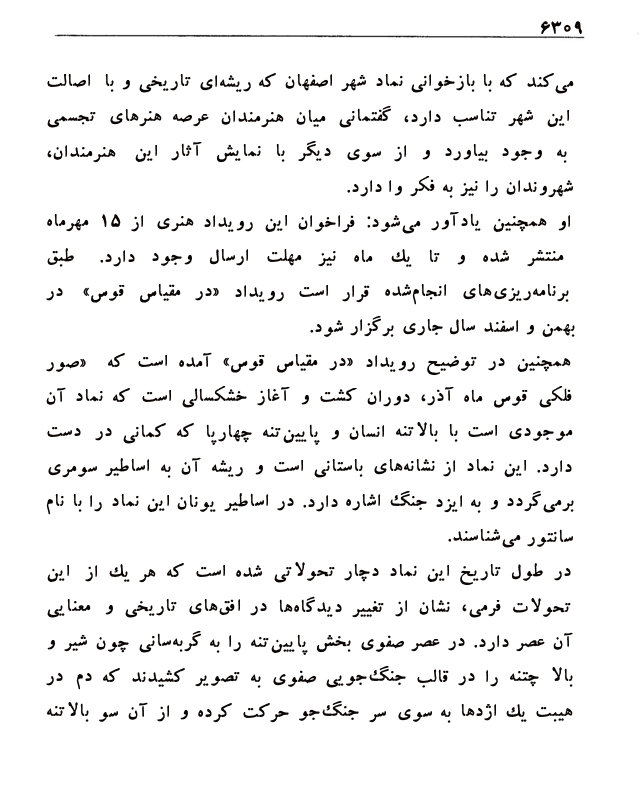 ۶۳۰۹
می‌کند که با بازخوانی نماد شهر اصفهان که ریشه‌ای تاریخی و با اصالت
این شهر تناسب دارد، گفتمانی میان هنرمندان عرصه هنرهای تجسمی
به وجود بیاورد و از سوی دیگر با نمایش آثار این هنرمندان،
شهروندان را نیز به فکر وا دارد.
او همچنین یادآور می‌شود: فراخوان این رویداد هنری از ۱۵ مهرماه
منتشر شده و تا یك ماه نیز مهلت ارسال وجود دارد. طبق
برنامه‌ریزی‌های انجام‌شده قرار است رویداد «در مقیاس قوس» در
بهمن و اسفند سال جاری برگزار شود.
همچنین در توضیح رویداد «در مقیاس قوس» آمده است که «صور
فلکی قوس ماه آذر، دوران کشت و آغاز خشکسالی است که نماد آن
موجودی است با بالاتنه انسان و پایین‌تنه چهارپا که کمانی در دست
دارد. این نماد از نشانه‌های باستانی است و ریشه آن به اساطیر سومری
برمی‌گردد و به ایزد جنگ اشاره دارد. در اساطیر یونان این نماد را با نام
سانتور می‌شناسند.
در طول تاریخ این نماد دچار تحولاتی شده است که هر یك از این
تحولات فرمی، نشان از تغییر دیدگاه‌ها در افق‌های تاریخی و معنایی
آن عصر دارد. در عصر صفوی بخش پایین‌تنه را به گربه‌سانی چون شیر و
بالا چتنه را در قالب جنگ‌جویی صفوی به تصویر کشیدند که دم در
هیبت یك اژدها به سوی سر جنگ‌جو حرکت کرده و از آن سو بالاتنه